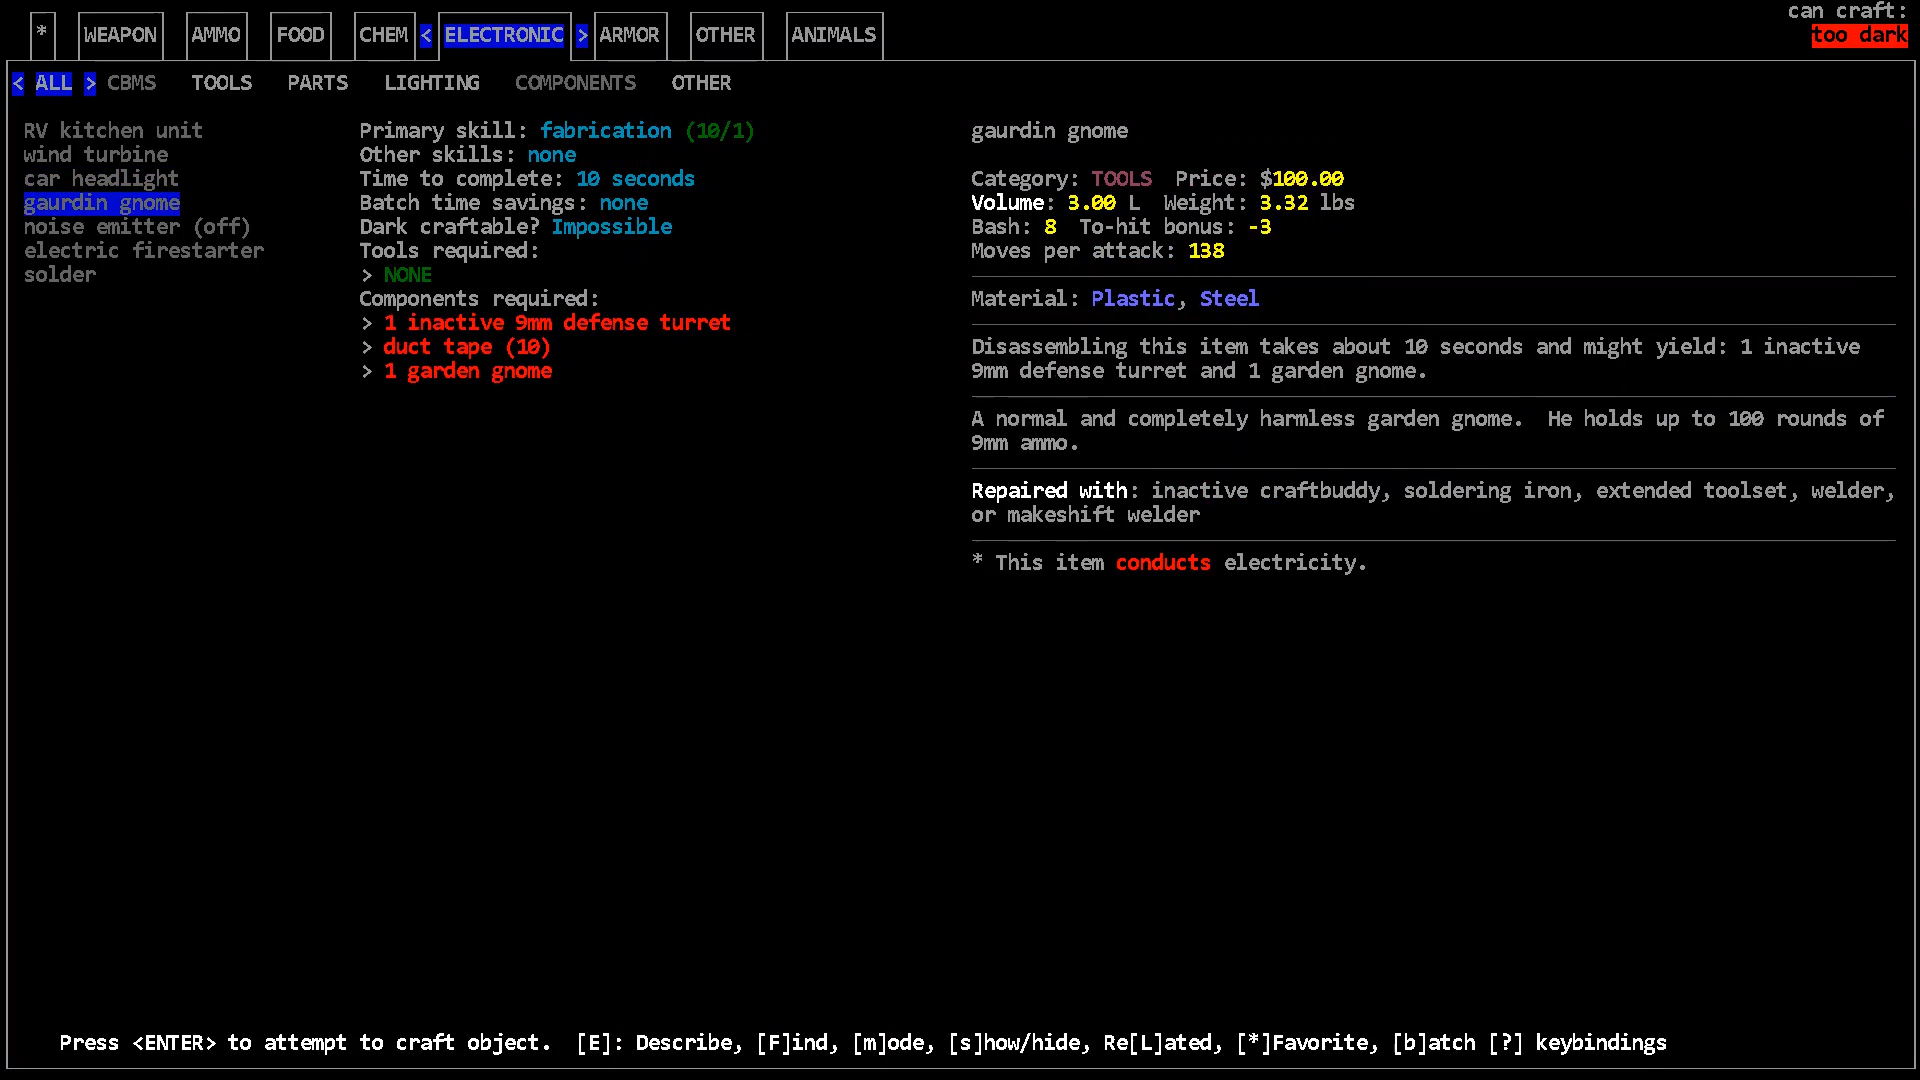 can craft:
* WEAPON AMMO FOOD CHEM < ELECTRONIC > ARMOR OTHER ANIMALS
too dark
< ALL > CBMS TOOLS PARTS LIGHTING COMPONENTS OTHER
RV kitchen unit
wind turbine
car headlight
gaurdin gnome
noise emitter (off)
electric firestarter
solder
Primary skill: fabrication (10/1)
Other skills: none
Time to complete: 10 seconds
Batch time savings: none
Dark craftable? Impossible
Tools required:
> NONE
Components required:
> 1 inactive 9mm defense turret
> duct tape (10)
> 1 garden gnome
gaurdin gnome
Category: TOOLS Price: $100.00
Volume: 3.00 L Weight: 3.32 lbs
Bash: 8 To-hit bonus: -3
Moves per attack: 138
Material: Plastic, Steel
Disassembling this item takes about 10 seconds and might yield: 1 inactive
9mm defense turret and 1 garden gnome.
A normal and completely harmless garden gnome. He holds up to 100 rounds of
9mm ammo.
Repaired with: inactive craftbuddy, soldering iron, extended toolset, welder,
or makeshift welder
* This item conducts electricity.
Press <ENTER> to attempt to craft object. [E]: Describe, [F]ind, [m]ode, [s]how/hide, Re[L]ated, [*]Favorite, [b]atch [?] keybindings